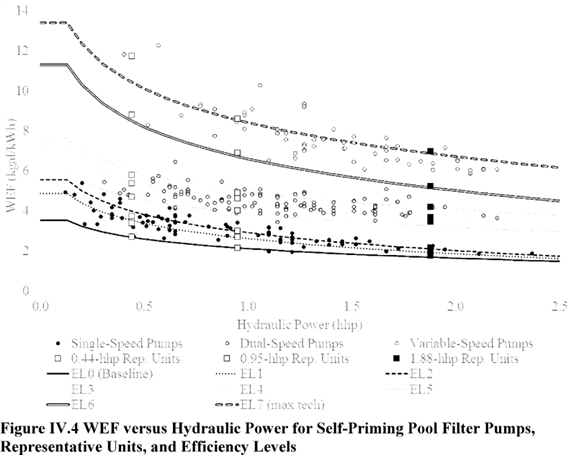 14
12
10
8
6
4
2
0
WEF (kgal/kWh)
0.0 0.5 1.0 1.5 2.0 2.5
Hydraulic Power (hhp)
Single-Speed Pumps Dual-Speed Pumps Variable-Speed Pumps
0.44-hhp Rep. Units 0.95-hhp Rep. Units 1.88-hhp Rep. Units
EL0 (Baseline) EL1 EL2
EL3 EL4 EL5
EL6 EL7 (max tech)
Figure IV.4 WEF versus Hydraulic Power for Self-Priming Pool Filter Pumps,
Representative Units, and Efficiency Levels